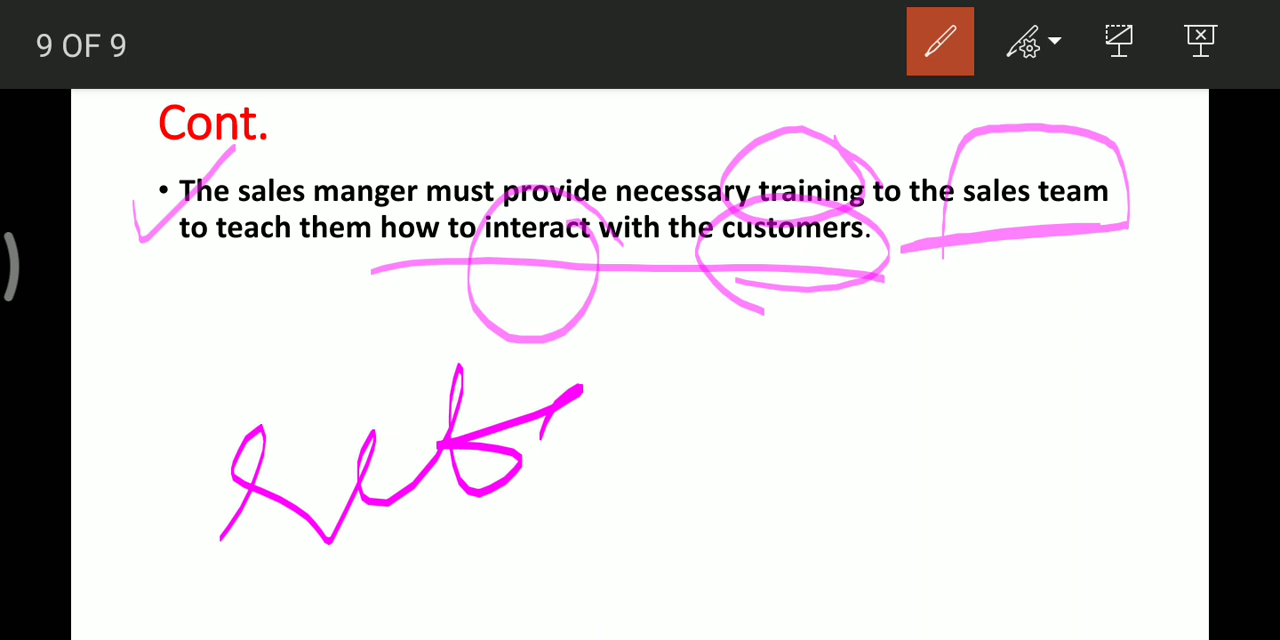 9 OF 9
Cont.
• The sales manger must provide necessary training to the sales team
to teach them how to interact with the customers.